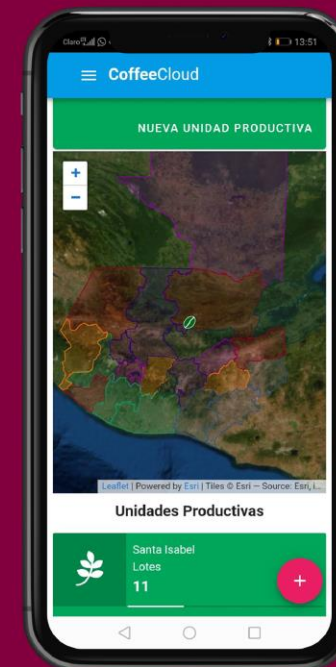 Claro
13:51
CoffeeCloud
NUEVA UNIDAD PRODUCTIVA
+
−
Leaflet | Powered by Esri | Tiles © Esri — Source: Esri, i...
Unidades Productivas
Santa Isabel
Lotes
11
+